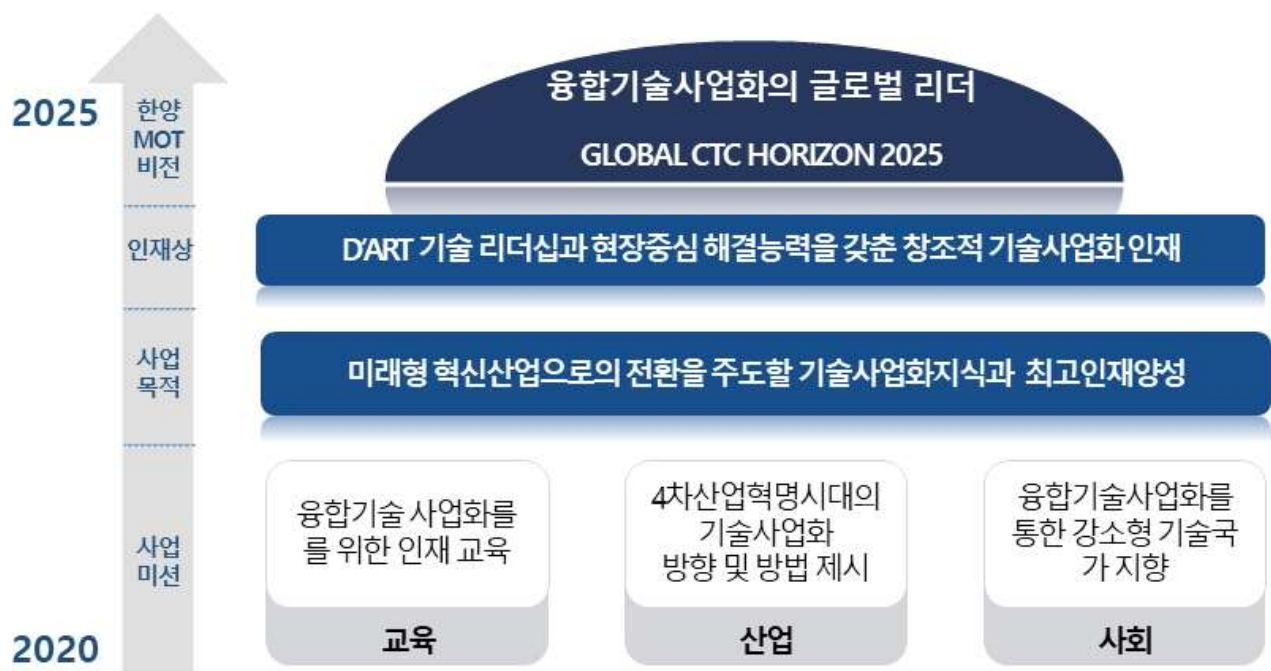 2025
한양
MOT
비전
융합기술사업화의 글로벌 리더
GLOBAL CTC HORIZON 2025
인재상
D'ART 기술 리더십과 현장중심 해결능력을 갖춘 창조적 기술사업화 인재
사업
목적
미래형 혁신산업으로의 전환을 주도할 기술사업화지식과 최고인재양성
사업
미션
융합기술 사업화를
를 위한 인재 교육
교육
4차산업혁명시대의
기술사업화
방향 및 방법 제시
산업
융합기술사업화를
통한 강소형 기술국
가 지향
사회
2020